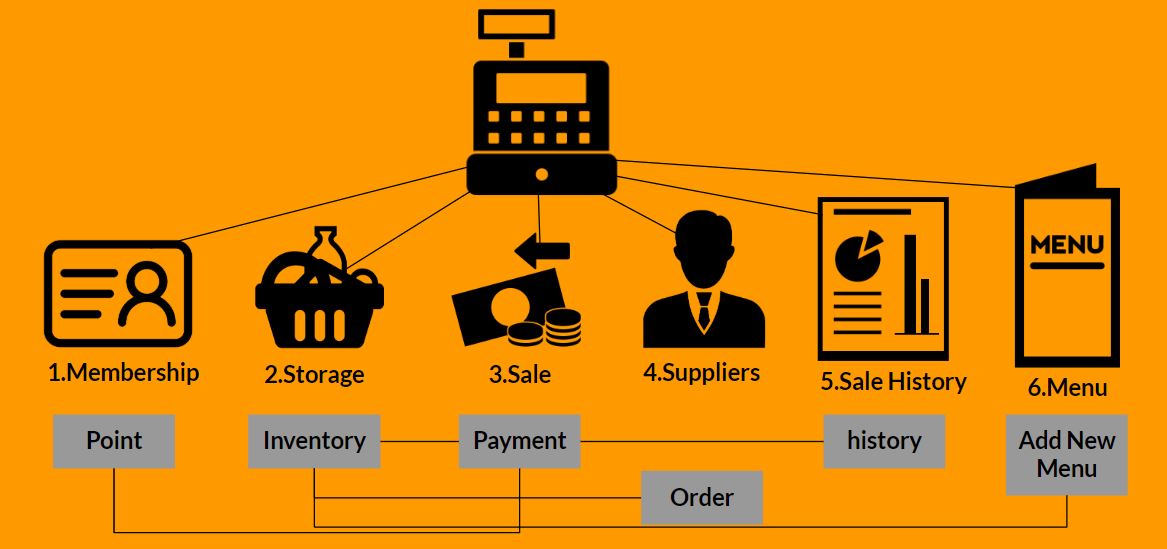 MENU
1.Membership
2.Storage
3.Sale
4.Suppliers
5.Sale History
6.Menu
Point
Inventory
Payment
history
Add New
Menu
Order